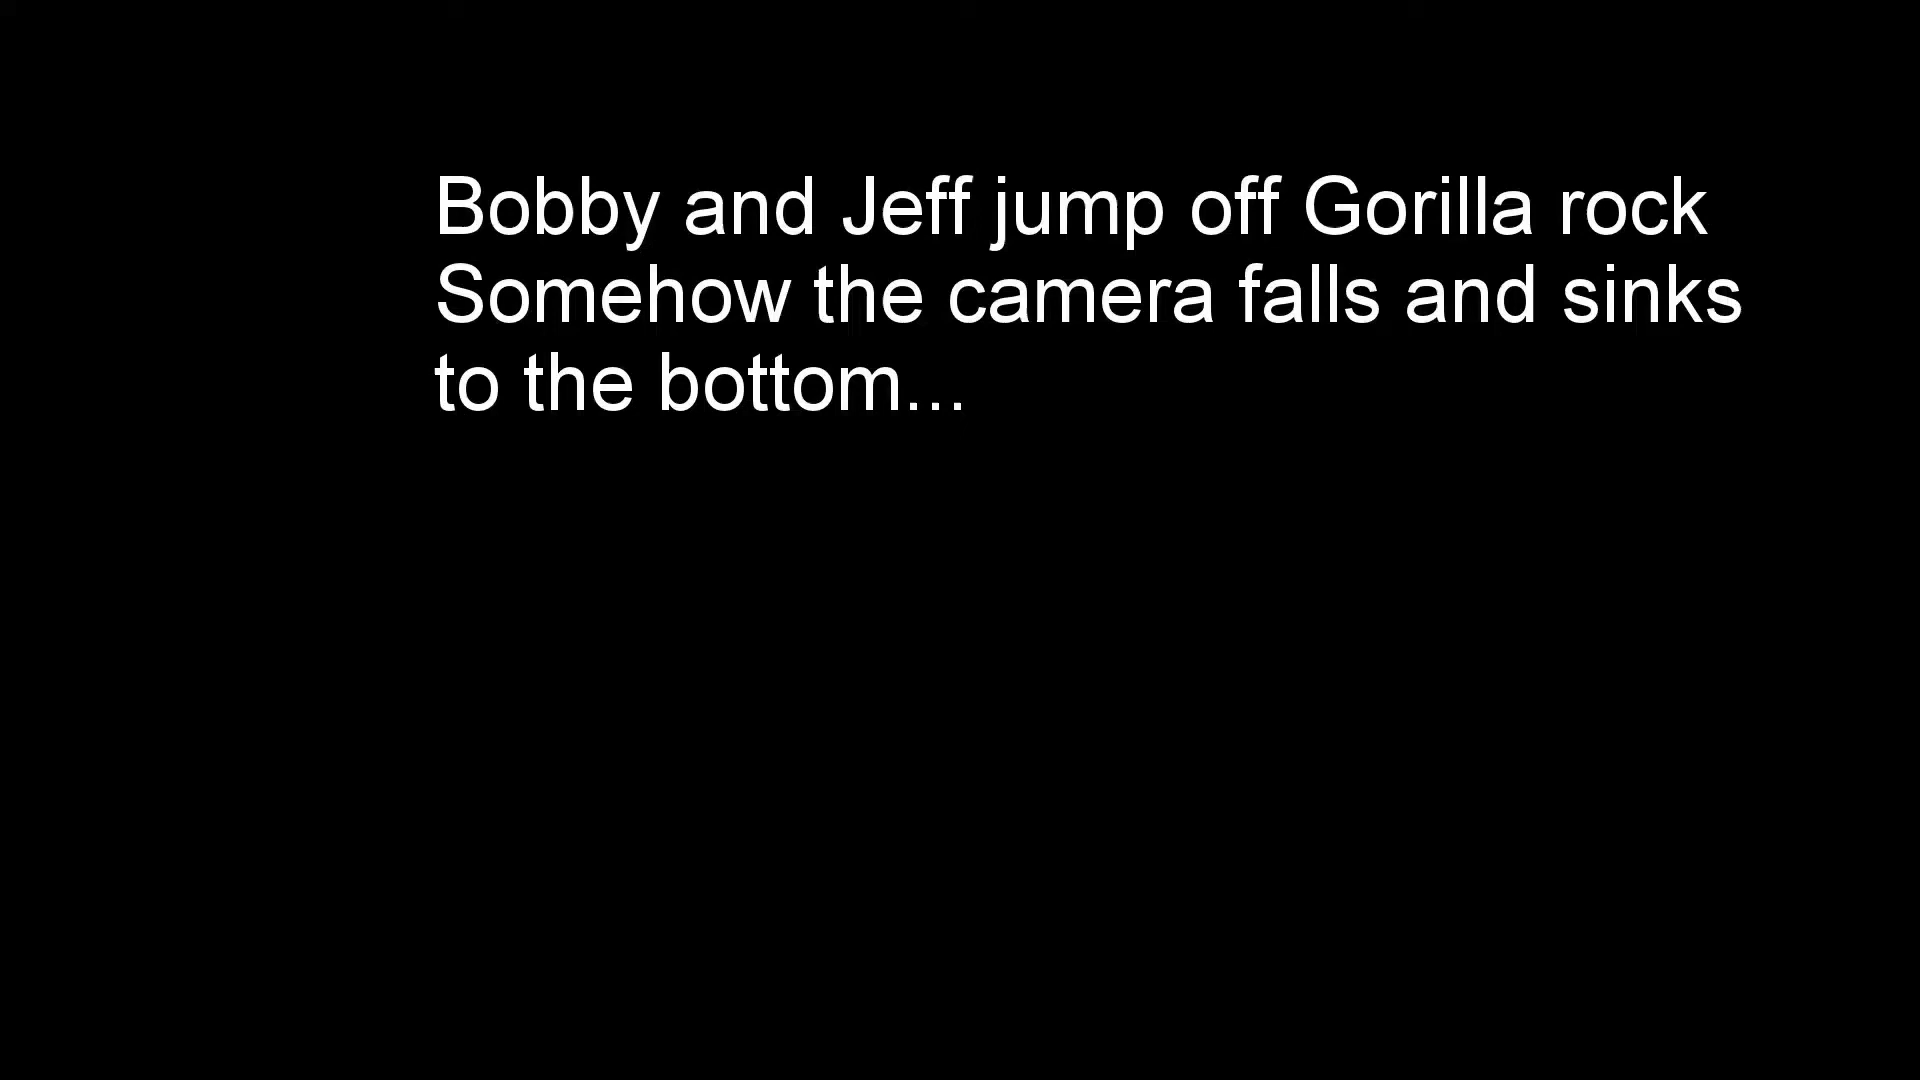 Bobby and Jeff jump off Gorilla rock
Somehow the camera falls and sinks
to the bottom...